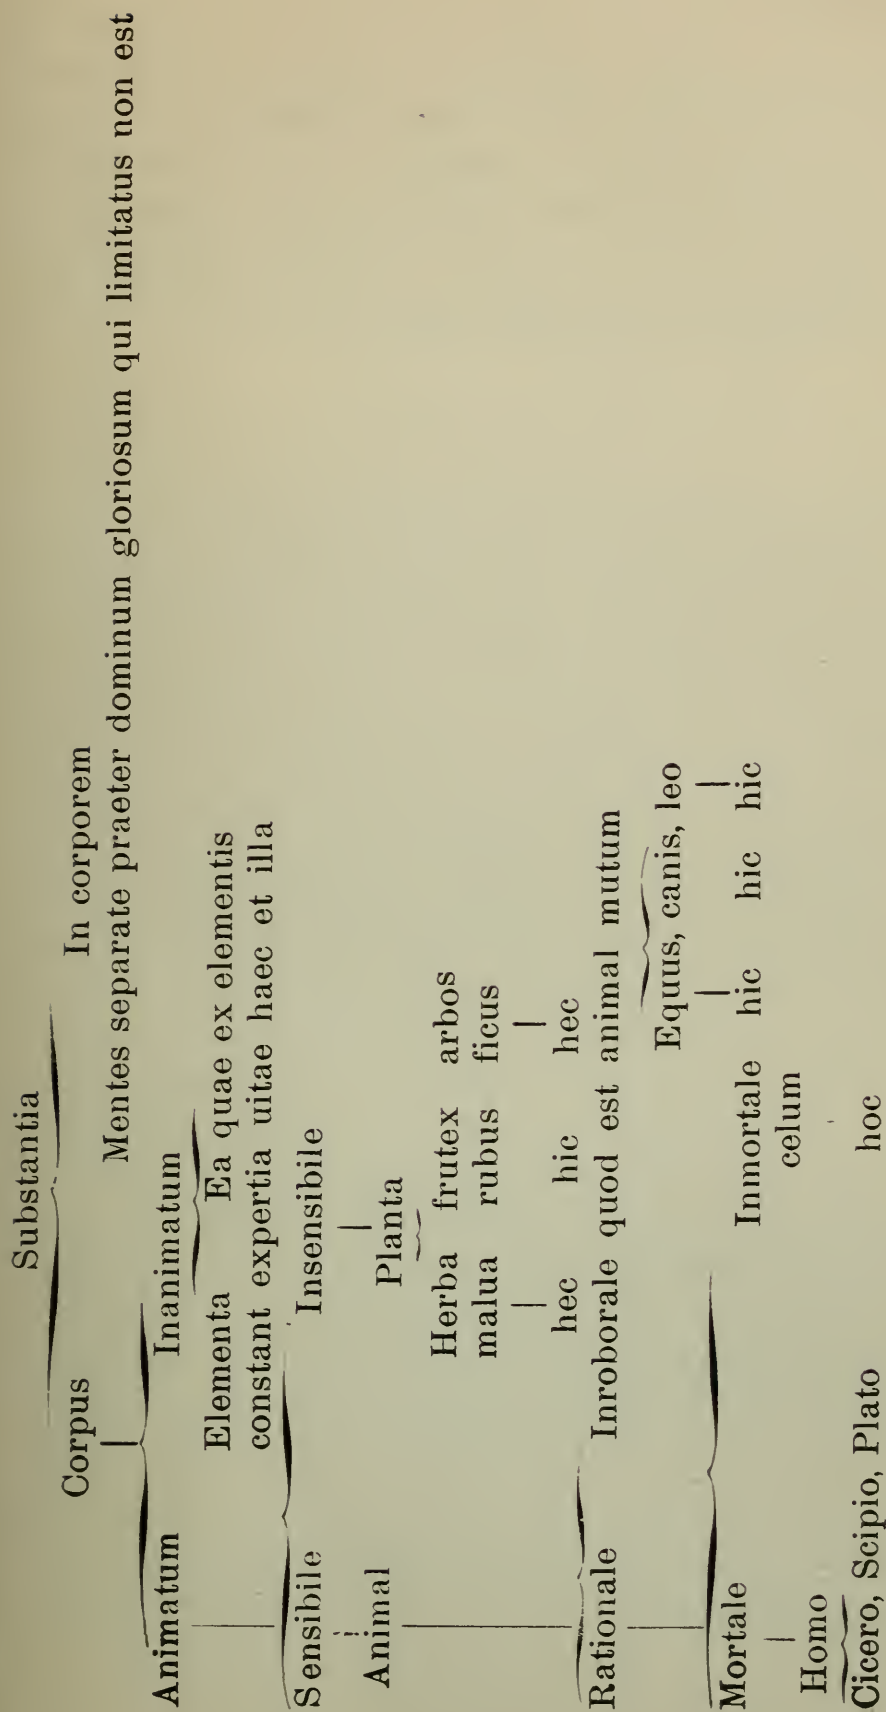 Substantia
Corpus In corporem
Mentes separate praeter dominum gloriosum qui limitatus non est
Animatum Inanimatum
Elementa Ea quae ex elementis
constant expertia uitae haec et illa
Sensibile Insensibile
Animal Planta
Herba frutex arbos
malua rubus ficus
hec hic hec
Rationale Inroborale quod est animal mutum
Equus, canis, leo
Mortale Inmortale hic hic hic
celum
Homo
Cicero, Scipio, Plato hoc